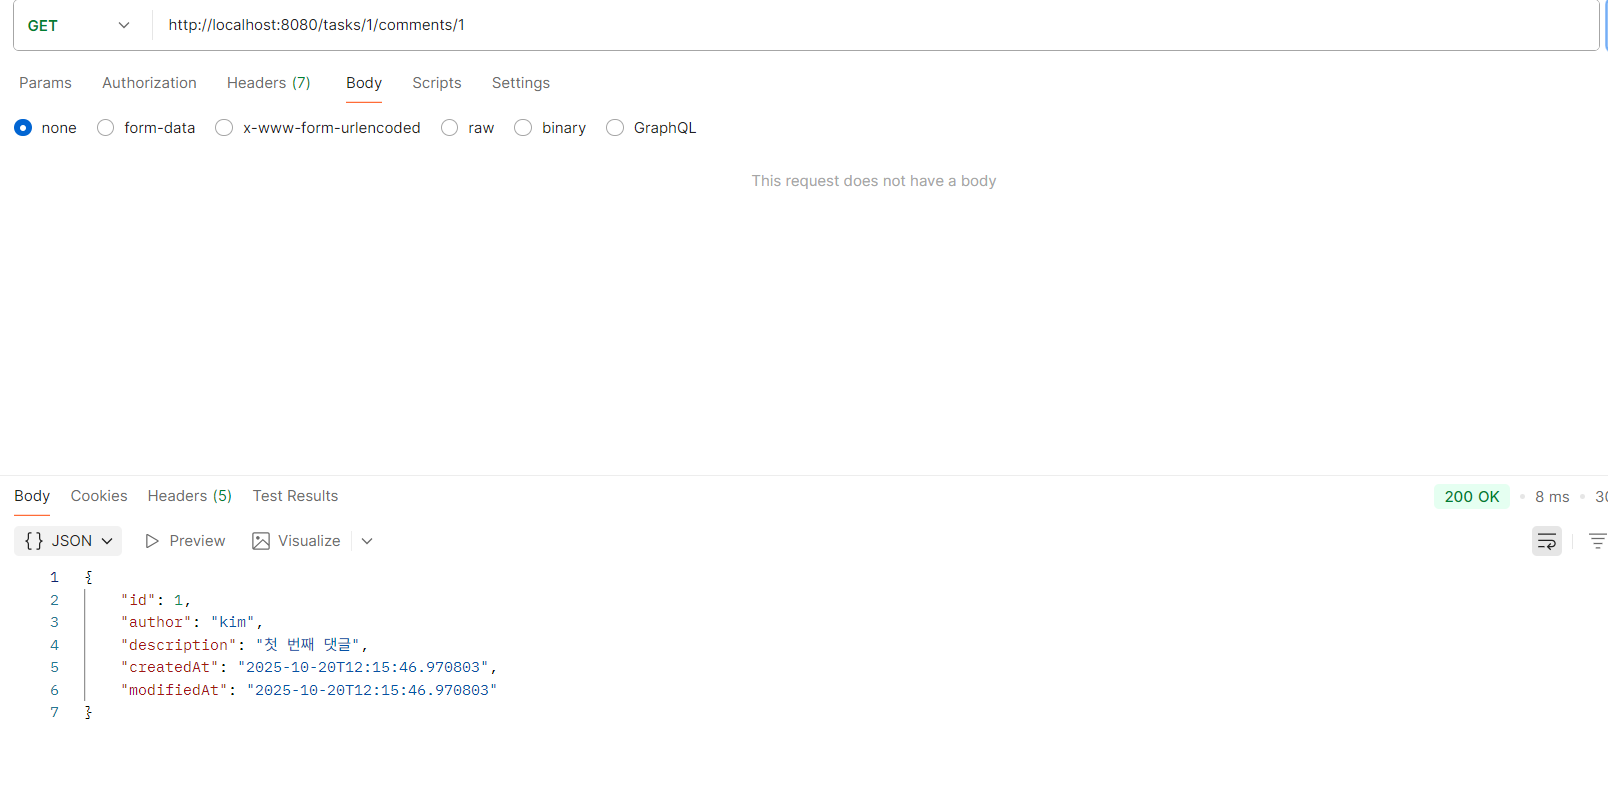 GET http://localhost:8080/tasks/1/comments/1
Params Authorization Headers (7) Body Scripts Settings
none form-data x-www-form-urlencoded raw binary GraphQL
This request does not have a body
Body Cookies Headers (5) Test Results 200 OK • 8 ms •
{} JSON Preview Visualize
1 {
2 "id": 1,
3 "author": "kim",
4 "description": "첫 번째 댓글",
5 "createdAt": "2025-10-20T12:15:46.970803",
6 "modifiedAt": "2025-10-20T12:15:46.970803"
7 }